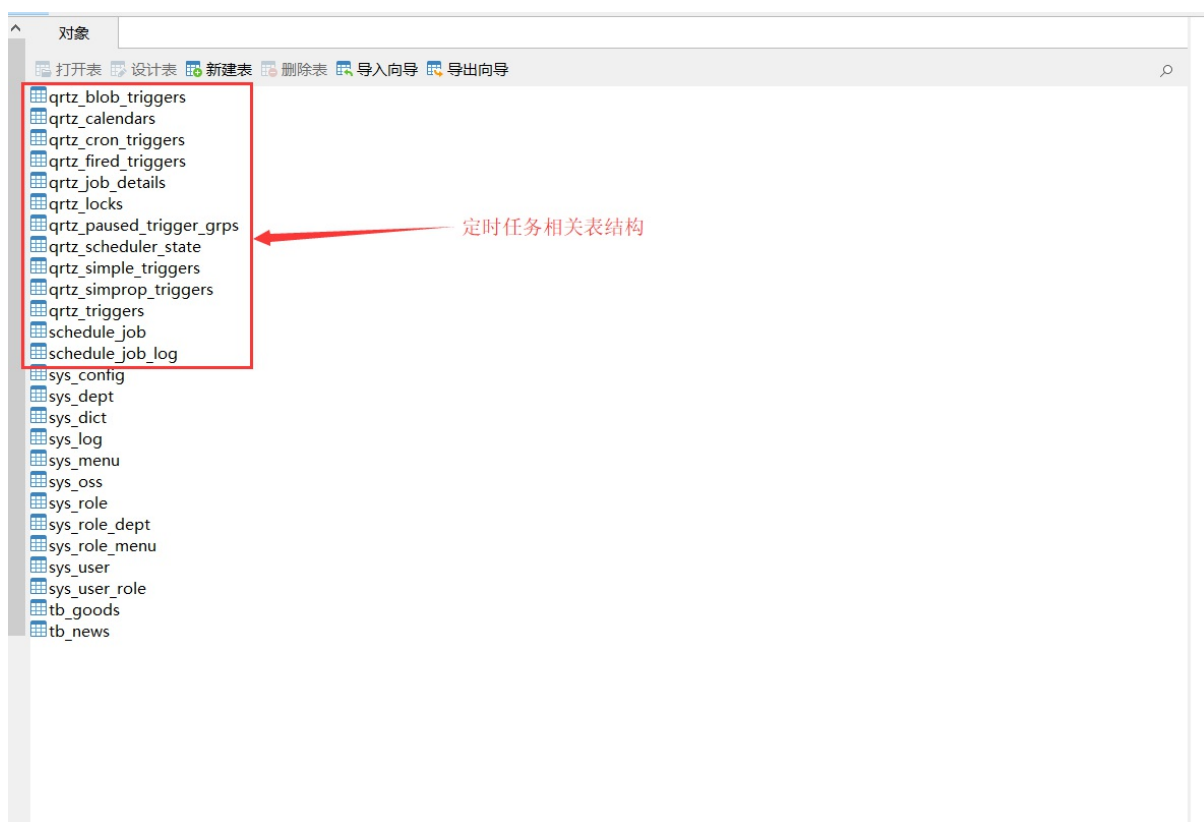 对象
打开表 设计表 新建表 删除表 导入向导 导出向导
qrtz_blob_triggers
qrtz_calendars
qrtz_cron_triggers
qrtz_fired_triggers
qrtz_job_details
qrtz_locks
qrtz_paused_trigger_grps
定时任务相关表结构
qrtz_scheduler_state
qrtz_simple_triggers
qrtz_simprop_triggers
qrtz_triggers
schedule_job
schedule_job_log
sys_config
sys_dept
sys_dict
sys_log
sys_menu
sys_oss
sys_role
sys_role_dept
sys_role_menu
sys_user
sys_user_role
tb_goods
tb_news